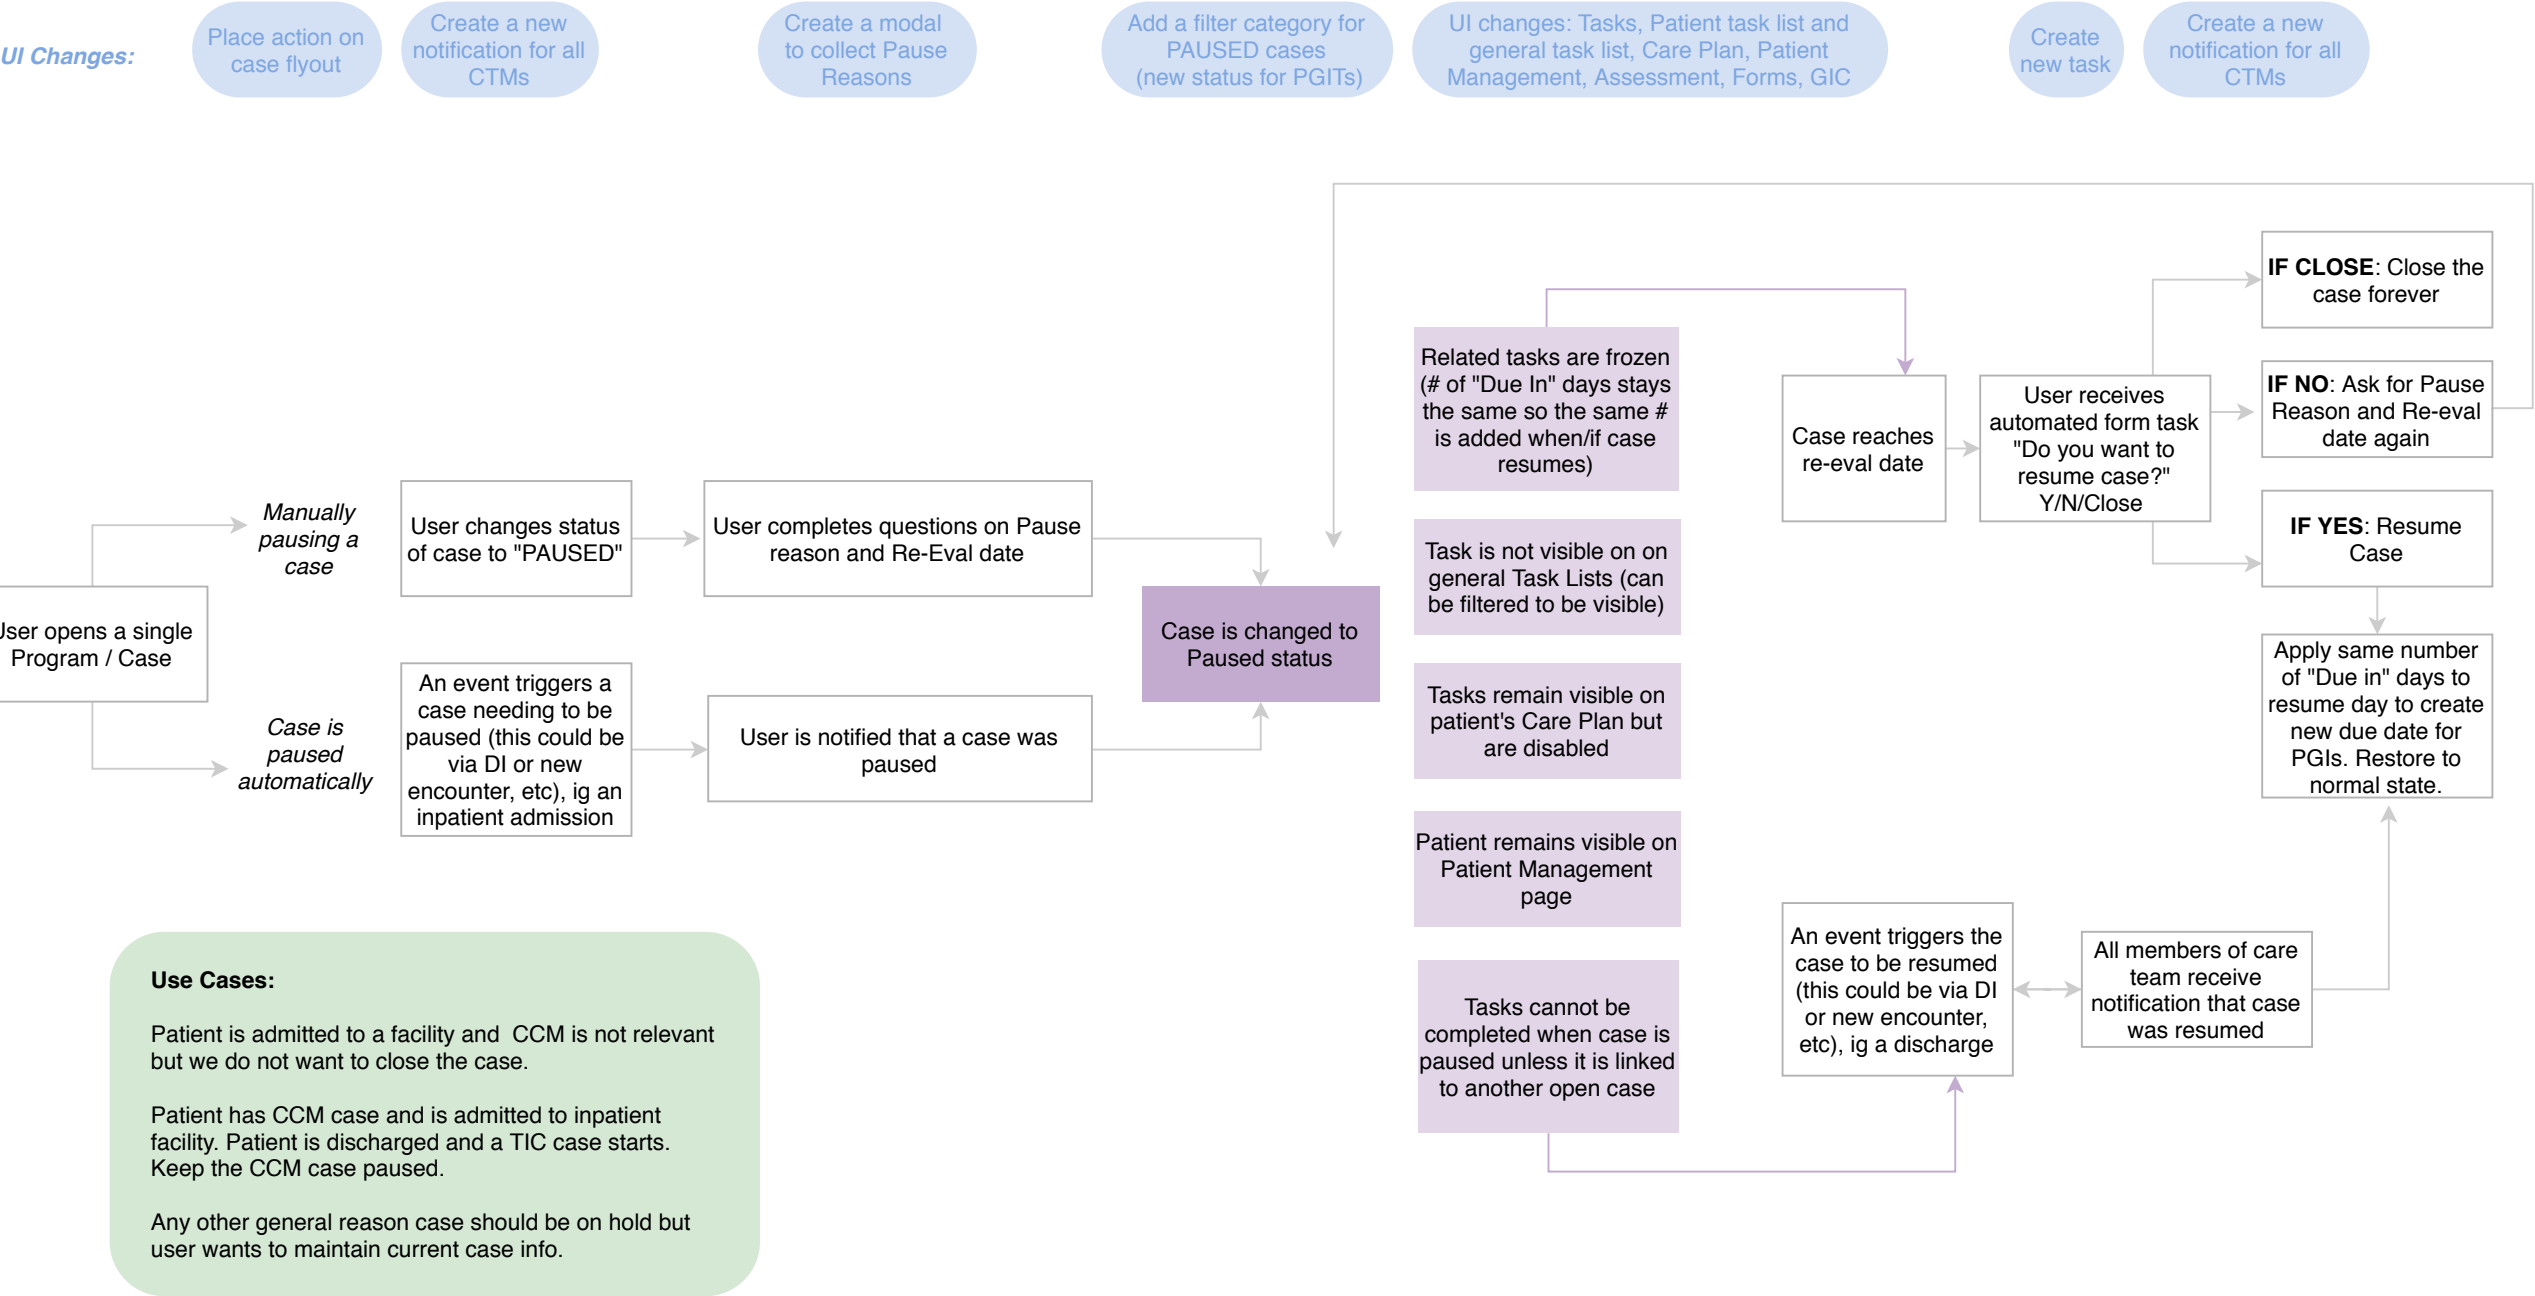 UI Changes:
Place action on
case flyout
Create a new
notification for all
CTMs
Create a modal
to collect Pause
Reasons
Add a filter category for
PAUSED cases
(new status for PGITs)
UI changes: Tasks, Patient task list and
general task list, Care Plan, Patient
Management, Assessment, Forms, GIC
Create
new task
Create a new
notification for all
CTMs
User opens a single
Program / Case
Manually
pausing a
case
User changes status
of case to "PAUSED"
User completes questions on Pause
reason and Re-Eval date
Case is
paused
automatically
An event triggers a
case needing to be
paused (this could be
via DI or new
encounter, etc), ig an
inpatient admission
User is notified that a case was
paused
Case is changed to
Paused status
Related tasks are frozen
(# of "Due In" days stays
the same so the same #
is added when/if case
resumes)
Task is not visible on on
general Task Lists (can
be filtered to be visible)
Tasks remain visible on
patient's Care Plan but
are disabled
Patient remains visible on
Patient Management
page
Tasks cannot be
completed when case is
paused unless it is linked
to another open case
Case reaches
re-eval date
User receives
automated form task
"Do you want to
resume case?"
Y/N/Close
IF CLOSE: Close the
case forever
IF NO: Ask for Pause
Reason and Re-eval
date again
IF YES: Resume
Case
Apply same number
of "Due in" days to
resume day to create
new due date for
PGIs. Restore to
normal state.
An event triggers the
case to be resumed
(this could be via DI
or new encounter,
etc), ig a discharge
All members of care
team receive
notification that case
was resumed
Use Cases:
Patient is admitted to a facility and  CCM is not relevant
but we do not want to close the case.
Patient has CCM case and is admitted to inpatient
facility. Patient is discharged and a TIC case starts.
Keep the CCM case paused.
Any other general reason case should be on hold but
user wants to maintain current case info.